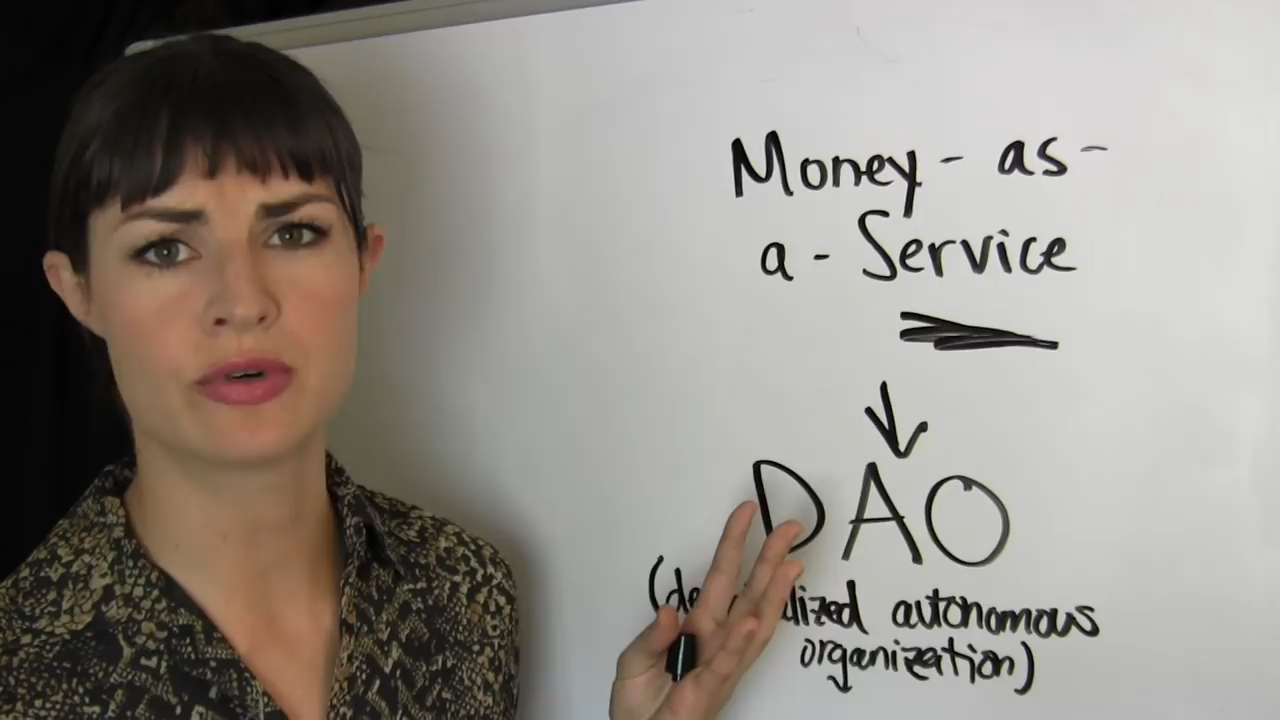 Money - as -
a - Service
DAO
autonomous
organization)